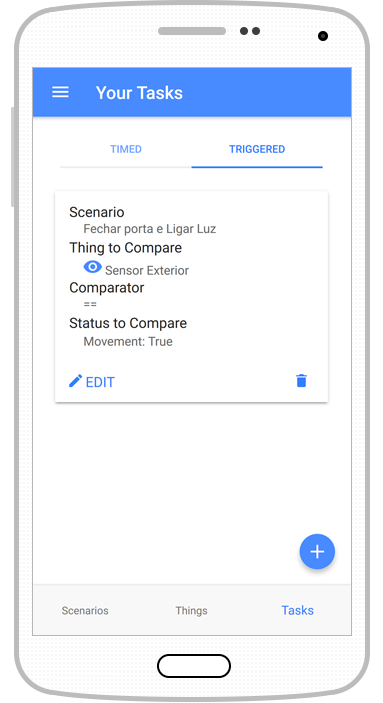 Your Tasks
TIMED
TRIGGERED
Scenario
Fechar porta e Ligar Luz
Thing to Compare
Sensor Exterior
Comparator
==
Status to Compare
Movement: True
EDIT
Scenarios
Things
Tasks